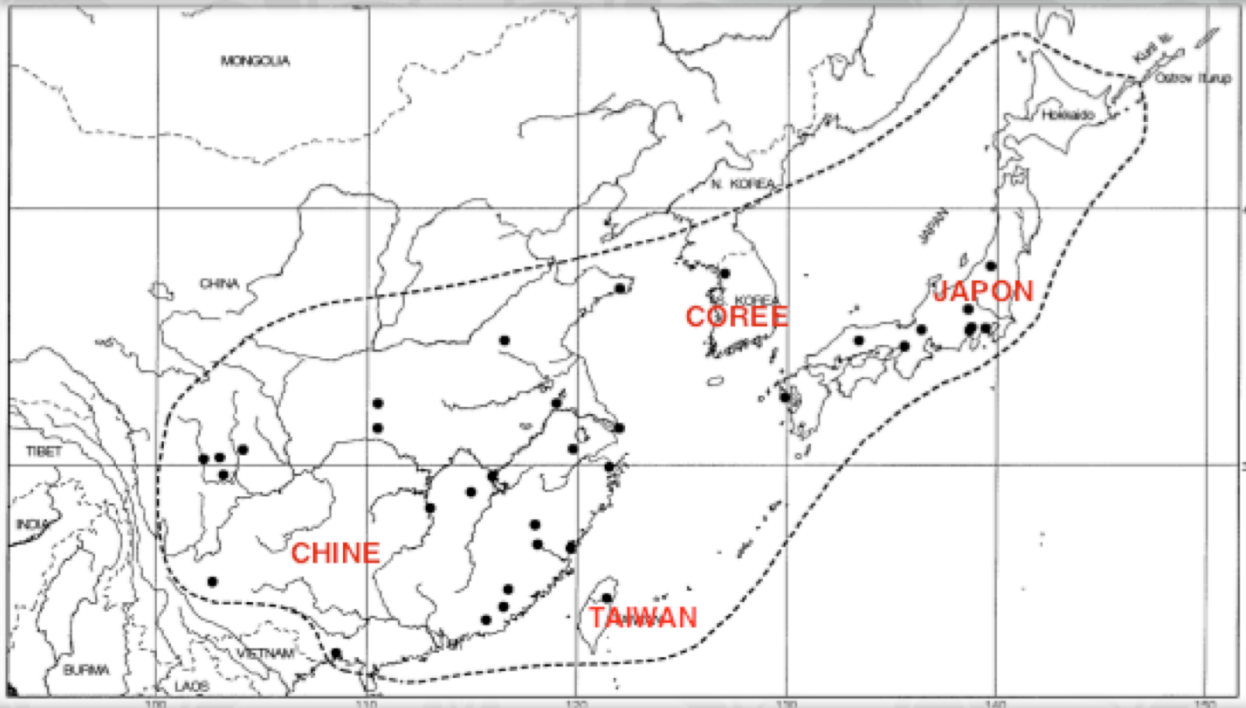 MONGOLIA
Kuril Is.
Ostrov Iturup
Hokkaido
N. KOREA
JAPAN
CHINA
JAPON
S. KOREA
COREE
TIBET
INDIA
CHINE
TAIWAN
VIETNAM
BURMA
LAOS
100
110
120
130
140
150